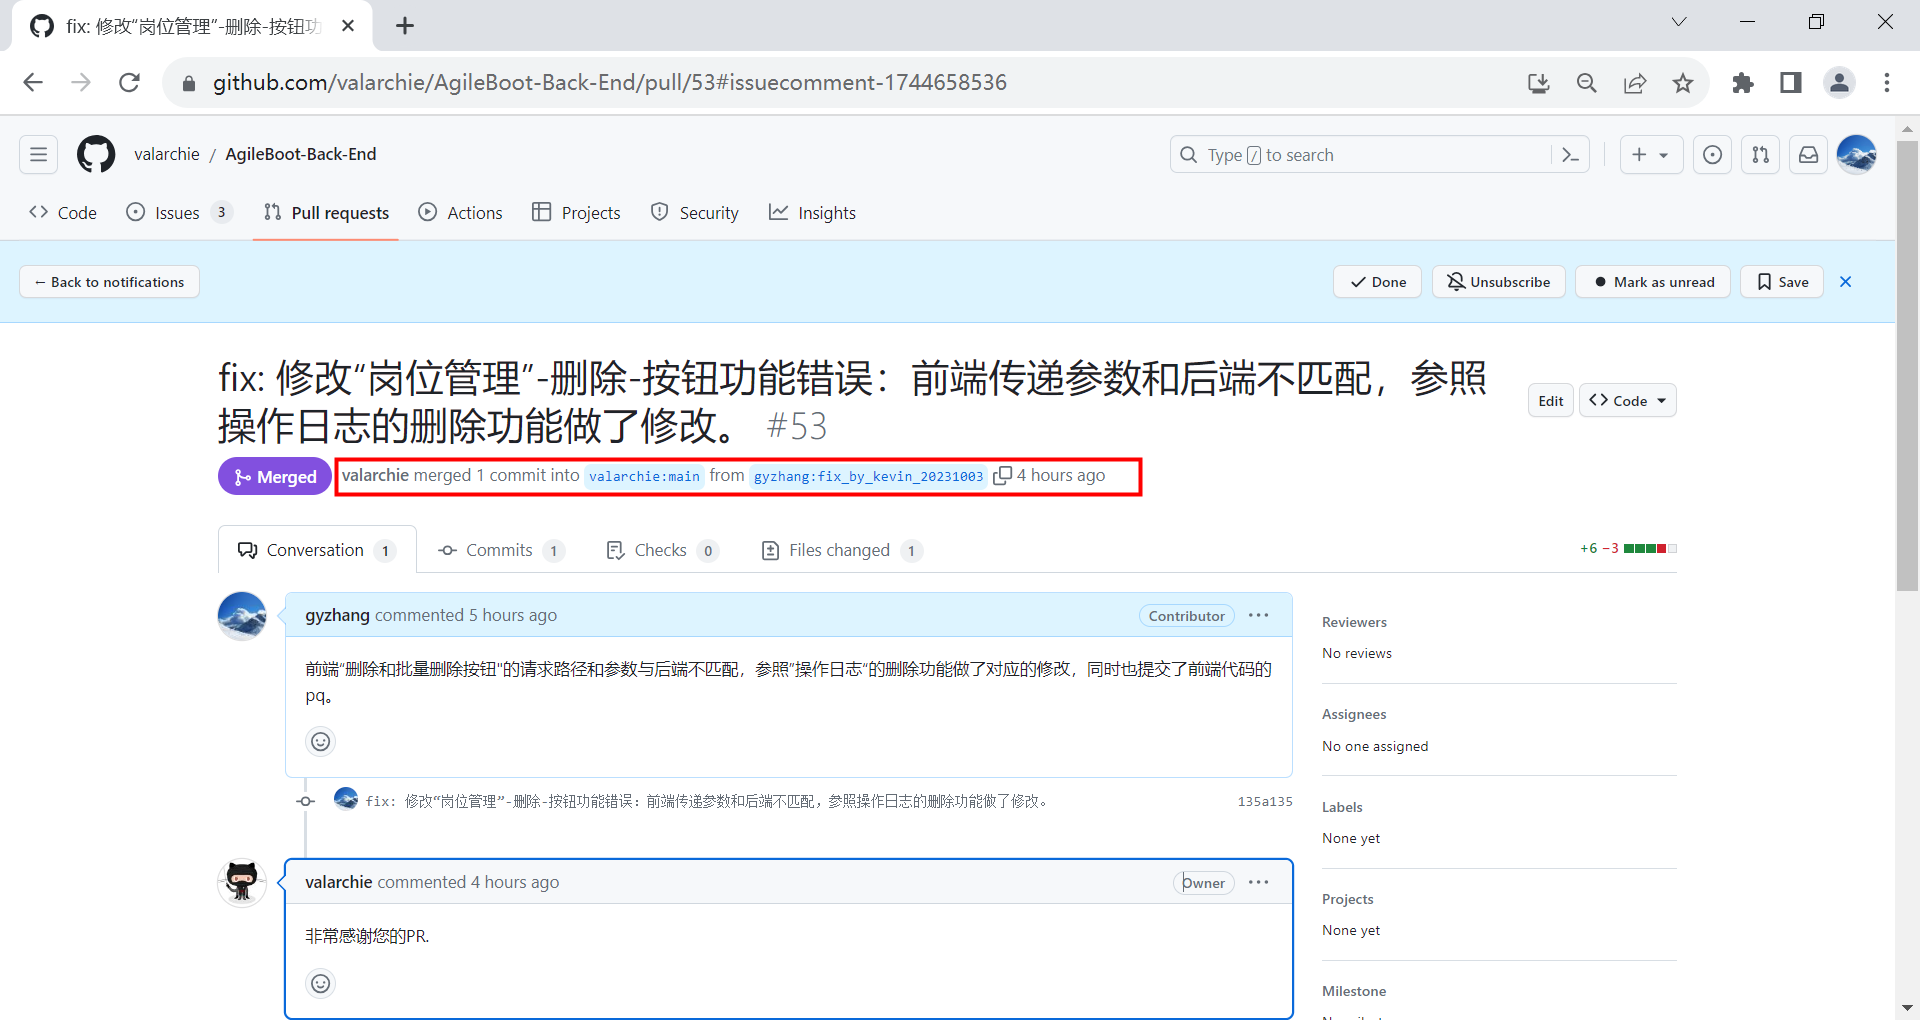 fix: 修改“岗位管理”-删除-按钮功
github.com/valarchie/AgileBoot-Back-End/pull/53#issuecomment-1744658536
valarchie / AgileBoot-Back-End
Type / to search
Code Issues 3 Pull requests Actions Projects Security Insights
← Back to notifications
Done Unsubscribe Mark as unread Save
fix: 修改“岗位管理”-删除-按钮功能错误：前端传递参数和后端不匹配，参照
操作日志的删除功能做了修改。 #53
Edit Code
Merged valarchie merged 1 commit into valarchie:main from gyzhang:fix_by_kevin_20231003 4 hours ago
Conversation 1 Commits 1 Checks 0 Files changed 1
+6 −3
gyzhang commented 5 hours ago
Contributor
前端“删除和批量删除按钮"的请求路径和参数与后端不匹配，参照”操作日志“的删除功能做了对应的修改，同时也提交了前端代码的
pq。
fix: 修改“岗位管理”-删除-按钮功能错误：前端传递参数和后端不匹配，参照操作日志的删除功能做了修改。
135a135
valarchie commented 4 hours ago
Owner
非常感谢您的PR.
Reviewers
No reviews
Assignees
No one assigned
Labels
None yet
Projects
None yet
Milestone